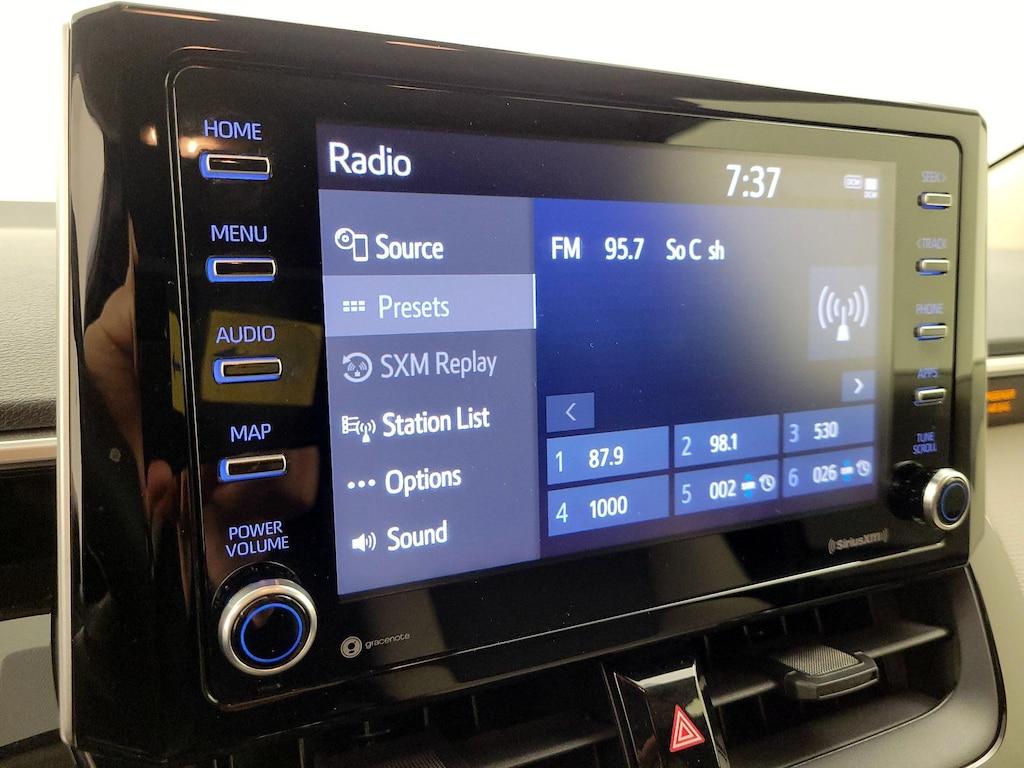 HOME
MENU
AUDIO
MAP
POWER
VOLUME
Radio
7:37
DCM
DCM
Source
Presets
SXM Replay
Station List
Options
Sound
FM 95.7 So C sh
<
>
1 87.9
2 98.1
3 530
4 1000
5 002
6 026
SEEK>
<TRACK
PHONE
APPS
TUNE
SCROLL
gracenote
((SiriusXM))